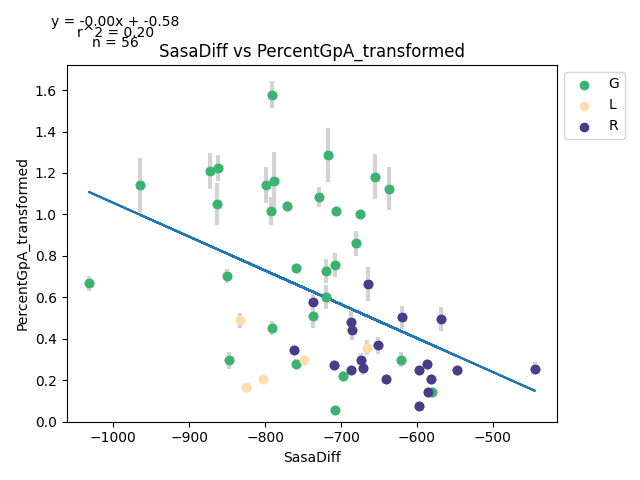 y = -0.00x + -0.58
r^2 = 0.20
n = 56
SasaDiff vs PercentGpA_transformed
G
L
R
PercentGpA_transformed
1.6
1.4
1.2
1.0
0.8
0.6
0.4
0.2
0.0
−1000 −900 −800 −700 −600 −500
SasaDiff